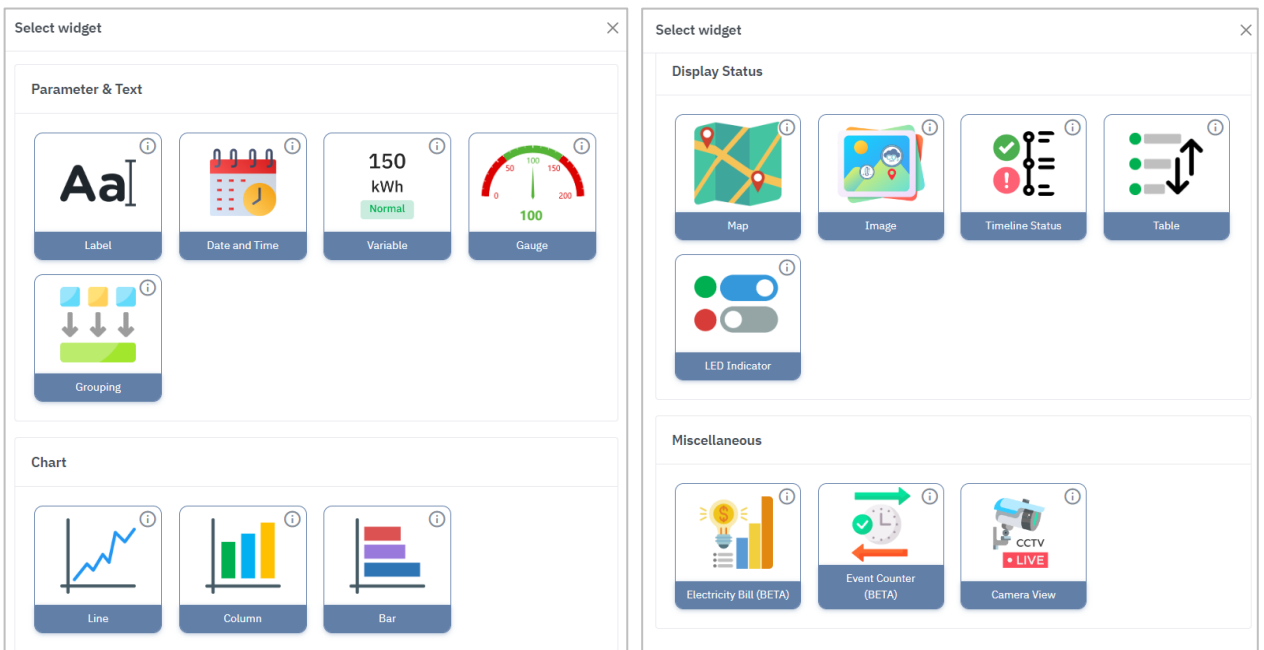 Select widget
Parameter & Text
Aa
Label
Date and Time
150
kWh
Normal
Variable
0
50
100
150
200
100
Gauge
Grouping
Chart
Line
Column
Bar
Select widget
Display Status
Map
Image
Timeline Status
Table
LED Indicator
Miscellaneous
Electricity Bill (BETA)
Event Counter
(BETA)
CCTV
LIVE
Camera View